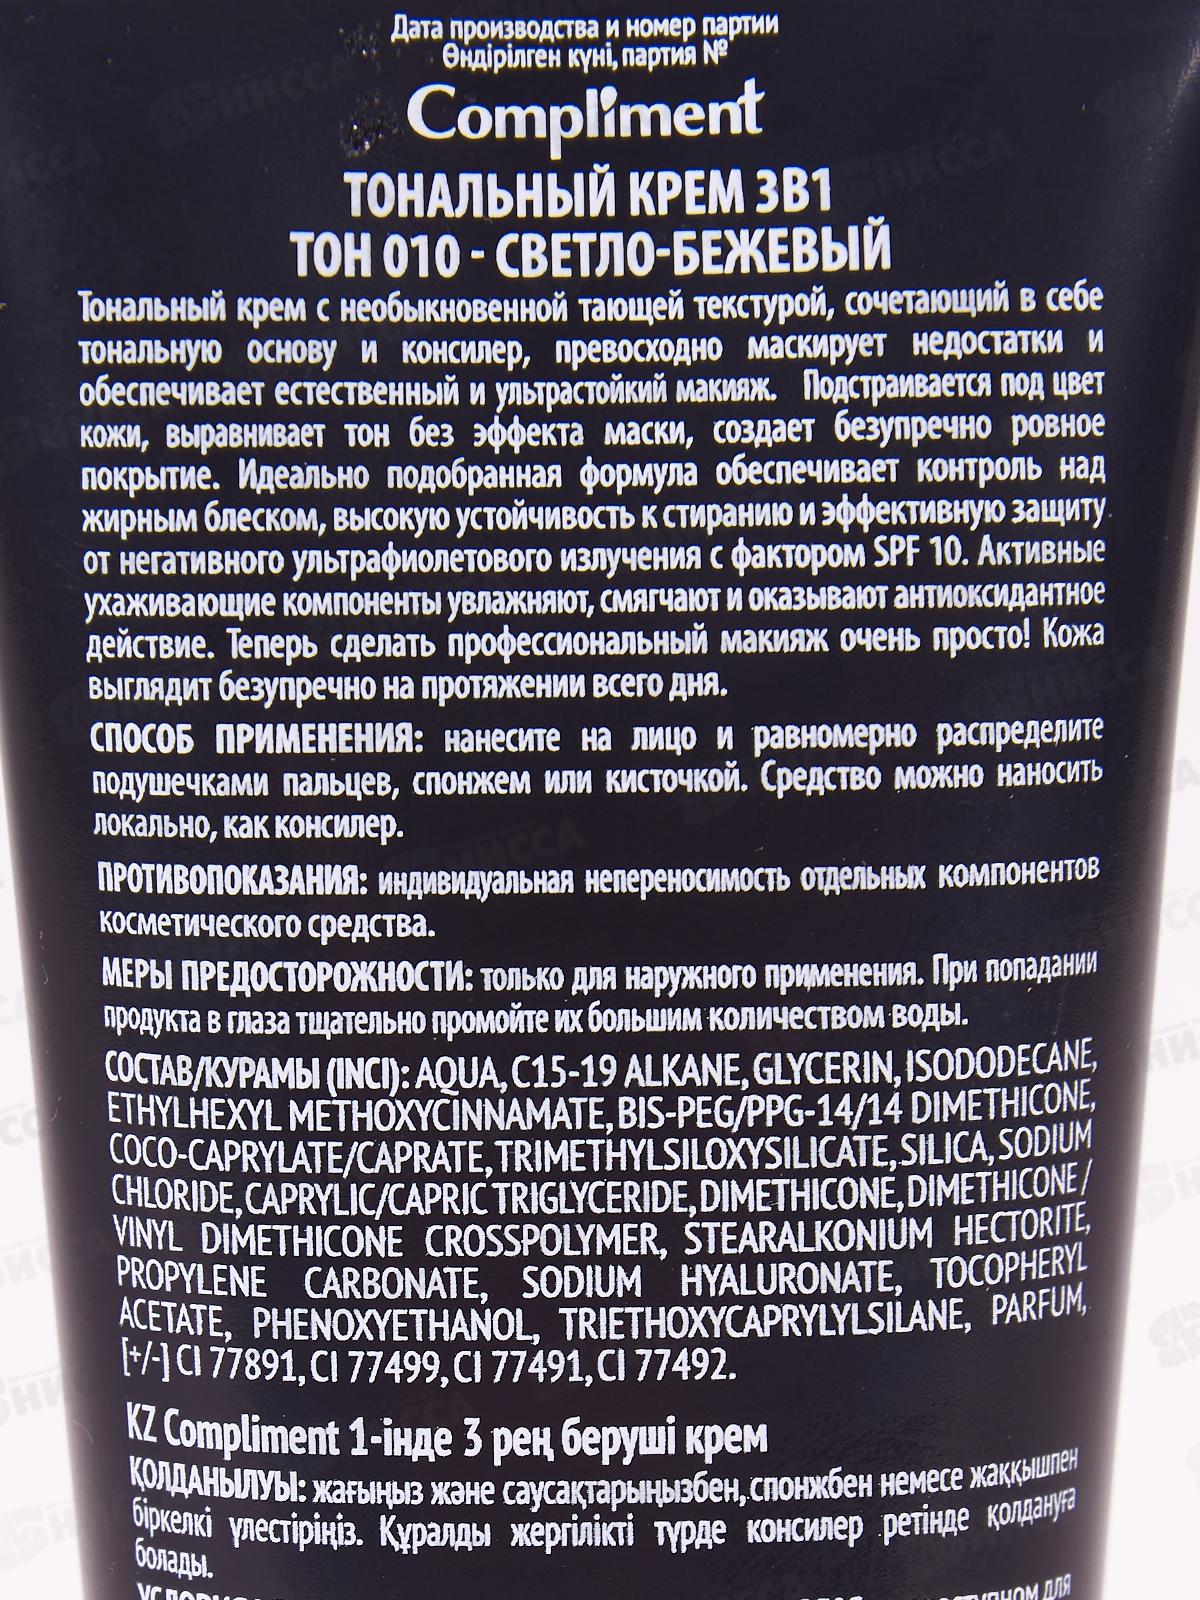 Дата производства и номер партии
Өндірілген күні, партия №
Compliment
ТОНАЛЬНЫЙ КРЕМ 3В1
ТОН 010 - СВЕТЛО-БЕЖЕВЫЙ
Тональный крем с необыкновенной тающей текстурой, сочетающий в себе
тональную основу и консилер, превосходно маскирует недостатки и
обеспечивает естественный и ультрастойкий макияж. Подстраивается под цвет
кожи, выравнивает тон без эффекта маски, создает безупречно ровное
покрытие. Идеально подобранная формула обеспечивает контроль над
жирным блеском, высокую устойчивость к стиранию и эффективную защиту
от негативного ультрафиолетового излучения с фактором SPF 10. Активные
ухаживающие компоненты увлажняют, смягчают и оказывают антиоксидантное
действие. Теперь сделать профессиональный макияж очень просто! Кожа
выглядит безупречно на протяжении всего дня.
СПОСОБ ПРИМЕНЕНИЯ: нанесите на лицо и равномерно распределите
подушечками пальцев, спонжем или кисточкой. Средство можно наносить
локально, как консилер.
ПРОТИВОПОКАЗАНИЯ: индивидуальная непереносимость отдельных компонентов
косметического средства.
МЕРЫ ПРЕДОСТОРОЖНОСТИ: только для наружного применения. При попадании
продукта в глаза тщательно промойте их большим количеством воды.
СОСТАВ/КУРАМЫ (INCI): AQUA, C15-19 ALKANE, GLYCERIN, ISODODECANE,
ETHYLHEXYL METHOXYCINNAMATE, BIS-PEG/PPG-14/14 DIMETHICONE,
COCO-CAPRYLATE/CAPRATE, TRIMETHYLSILOXYSILICATE, SILICA, SODIUM
CHLORIDE, CAPRYLIC/CAPRIC TRIGLYCERIDE, DIMETHICONE, DIMETHICONE/
VINYL DIMETHICONE CROSSPOLYMER, STEARALKONIUM HECTORITE,
PROPYLENE CARBONATE, SODIUM HYALURONATE, TOCOPHERYL
ACETATE, PHENOXYETHANOL, TRIETHOXYCAPRYLYLSILANE, PARFUM,
[+/-] CI 77891, CI 77499, CI 77491, CI 77492.
KZ Compliment 1-інде 3 рең беруші крем
ҚОЛДАНЫЛУЫ: жағыңыз және саусақтарыңызбен, спонжбен немесе жаққышпен
біркелкі үлестіріңіз. Құралды жергілікті түрде консилер ретінде қолдануға
болады.